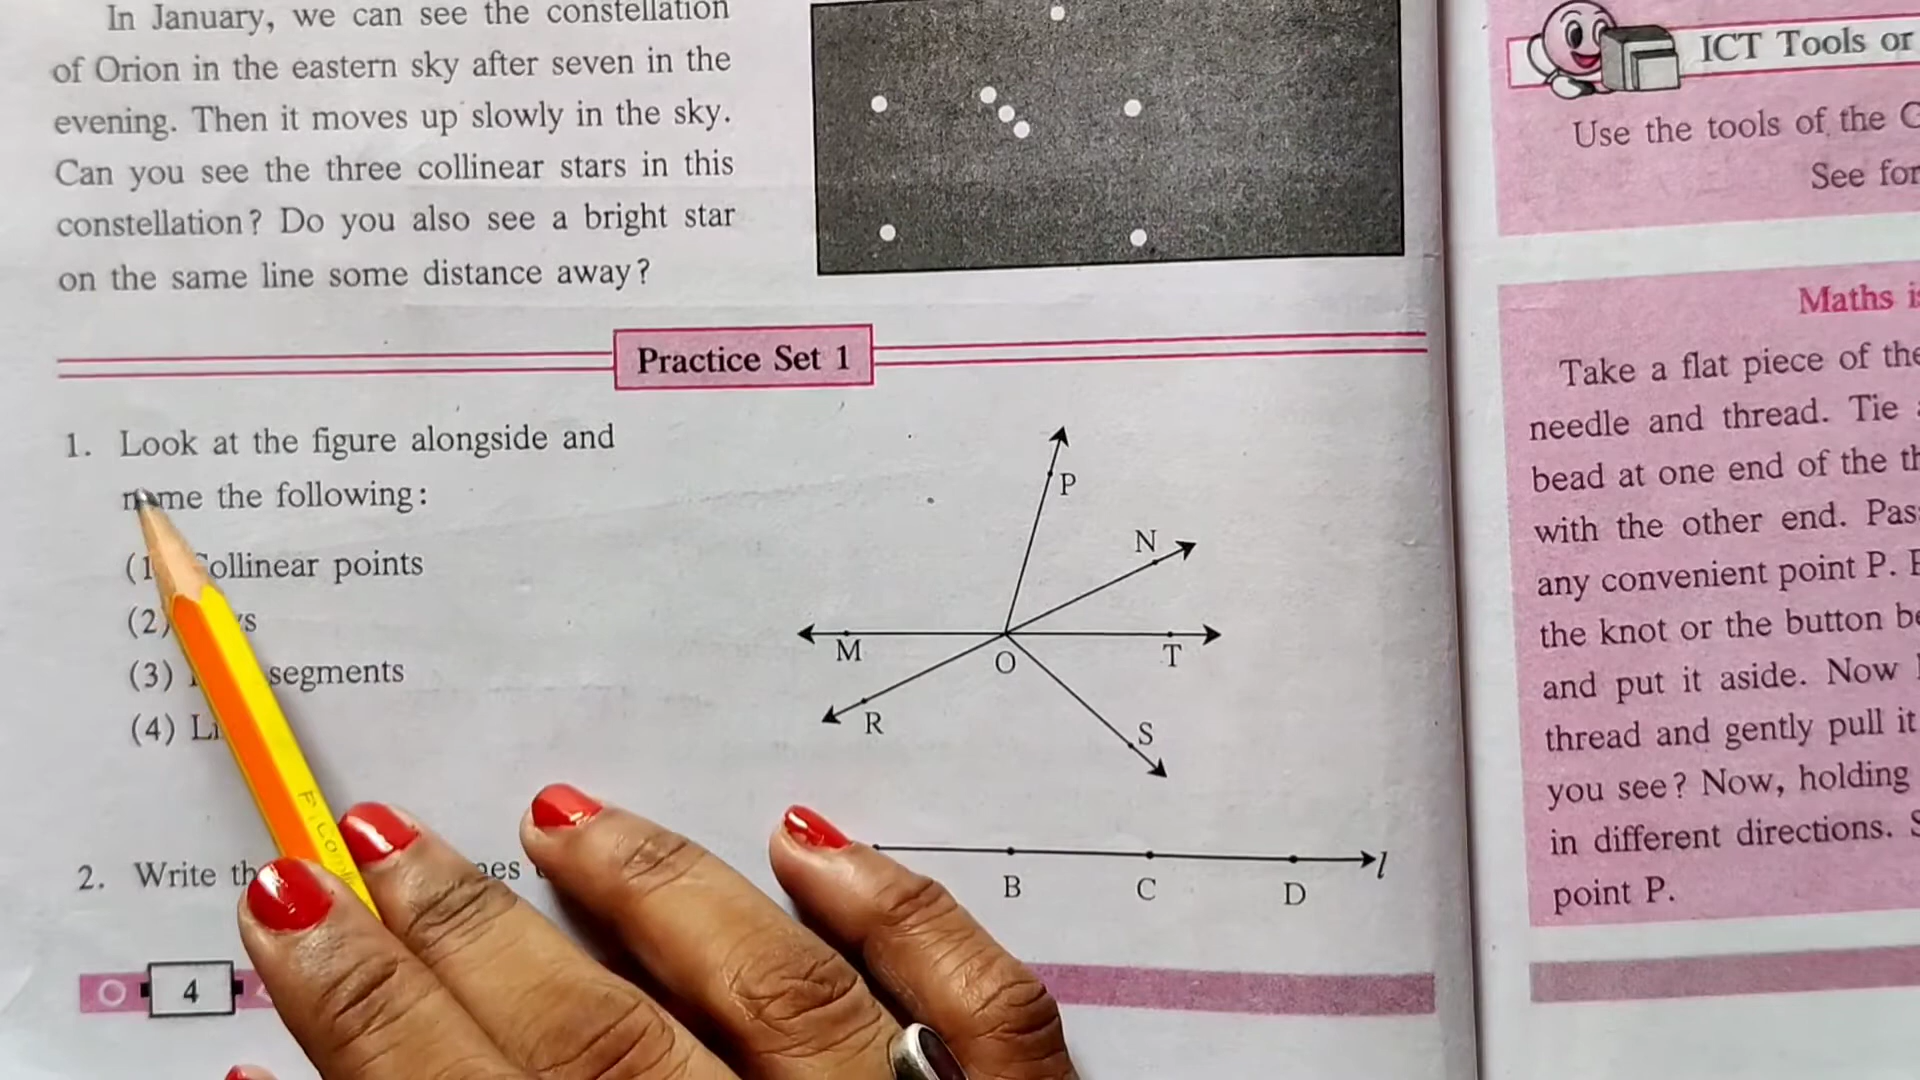 In January, we can see the constellation
of Orion in the eastern sky after seven in the
evening. Then it moves up slowly in the sky.
Can you see the three collinear stars in this
constellation? Do you also see a bright star
on the same line some distance away?
Practice Set 1
1. Look at the figure alongside and
name the following:
(1) Collinear points
(2)
(3) segments
(4)
P
N
M
O
T
R
S
2. Write
B
C
D
l
4
ICT Tools or
Use the tools of the
See for
Maths is
Take a flat piece of the
needle and thread. Tie
bead at one end of the
with the other end. Pass
any convenient point P.
the knot or the button
and put it aside. Now
thread and gently pull it
you see? Now, holding
in different directions.
point P.